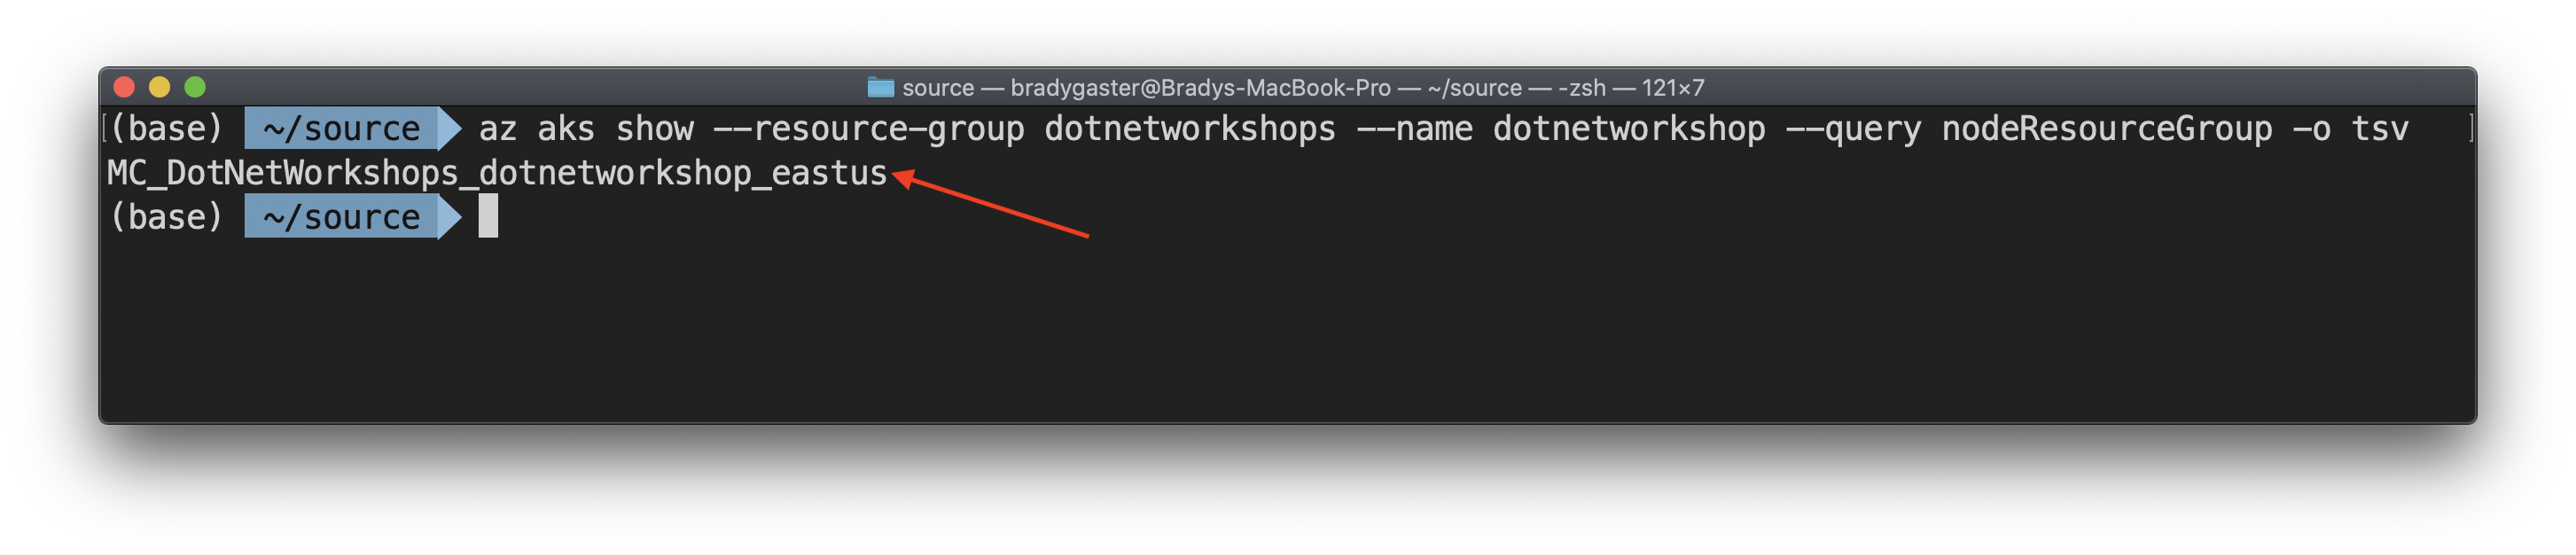 source — bradygaster@Bradys-MacBook-Pro — ~/source — -zsh — 121×7
[(base) ~/source az aks show --resource-group dotnetworkshops --name dotnetworkshop --query nodeResourceGroup -o tsv ]
MC_DotNetWorkshops_dotnetworkshop_eastus
(base) ~/source